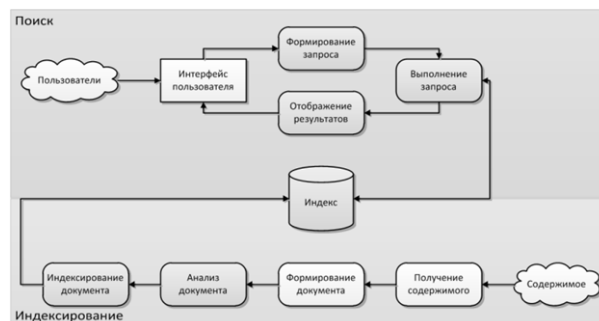 Поиск
Формирование
запроса
Пользователи
Интерфейс
пользователя
Выполнение
запроса
Отображение
результатов
Индекс
Индексирование
документа
Анализ
документа
Формирование
документа
Получение
содержимого
Содержимое
Индексирование